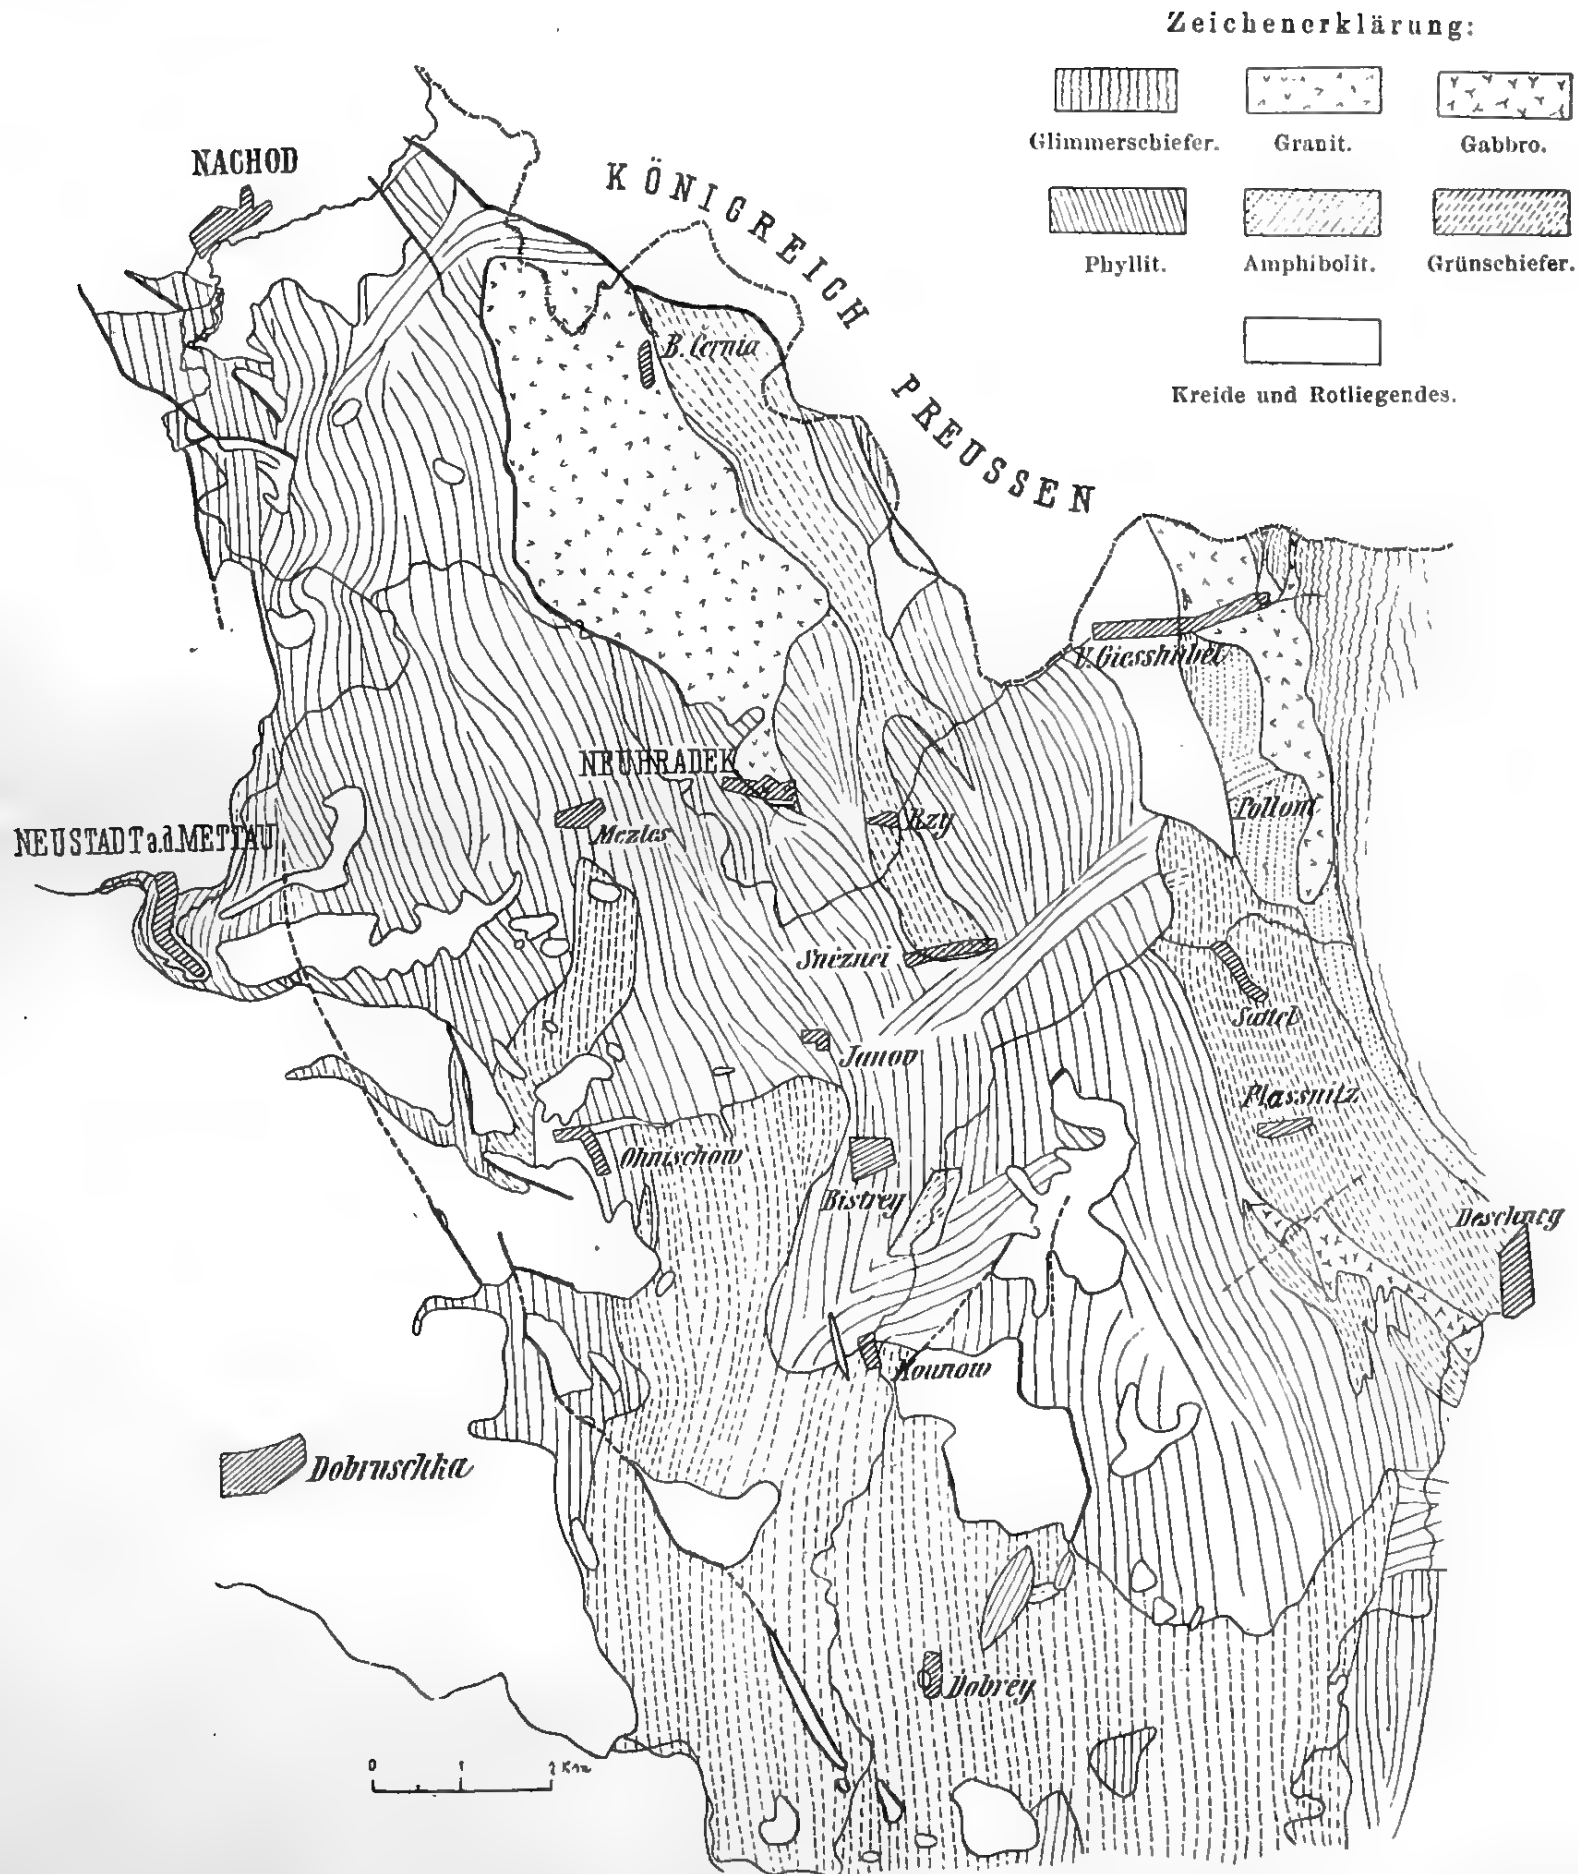 Zeichenerklärung:
Glimmerschiefer. Granit. Gabbro.
Phyllit. Amphibolit. Grünschiefer.
Kreide und Rotliegendes.
NACHOD
KÖNIGREICH PREUSSEN
B. Černia
V. Giesshübel
NEUHRADEK
Mezles
Rzy
Pollom
NEUSTADT a.d. METTAU
Sněznei
Sattel
Janov
Plassnitz
Ohnischow
Bistrey
Deschney
Kounow
Dobruschka
Dobrey
0 1 2 Km